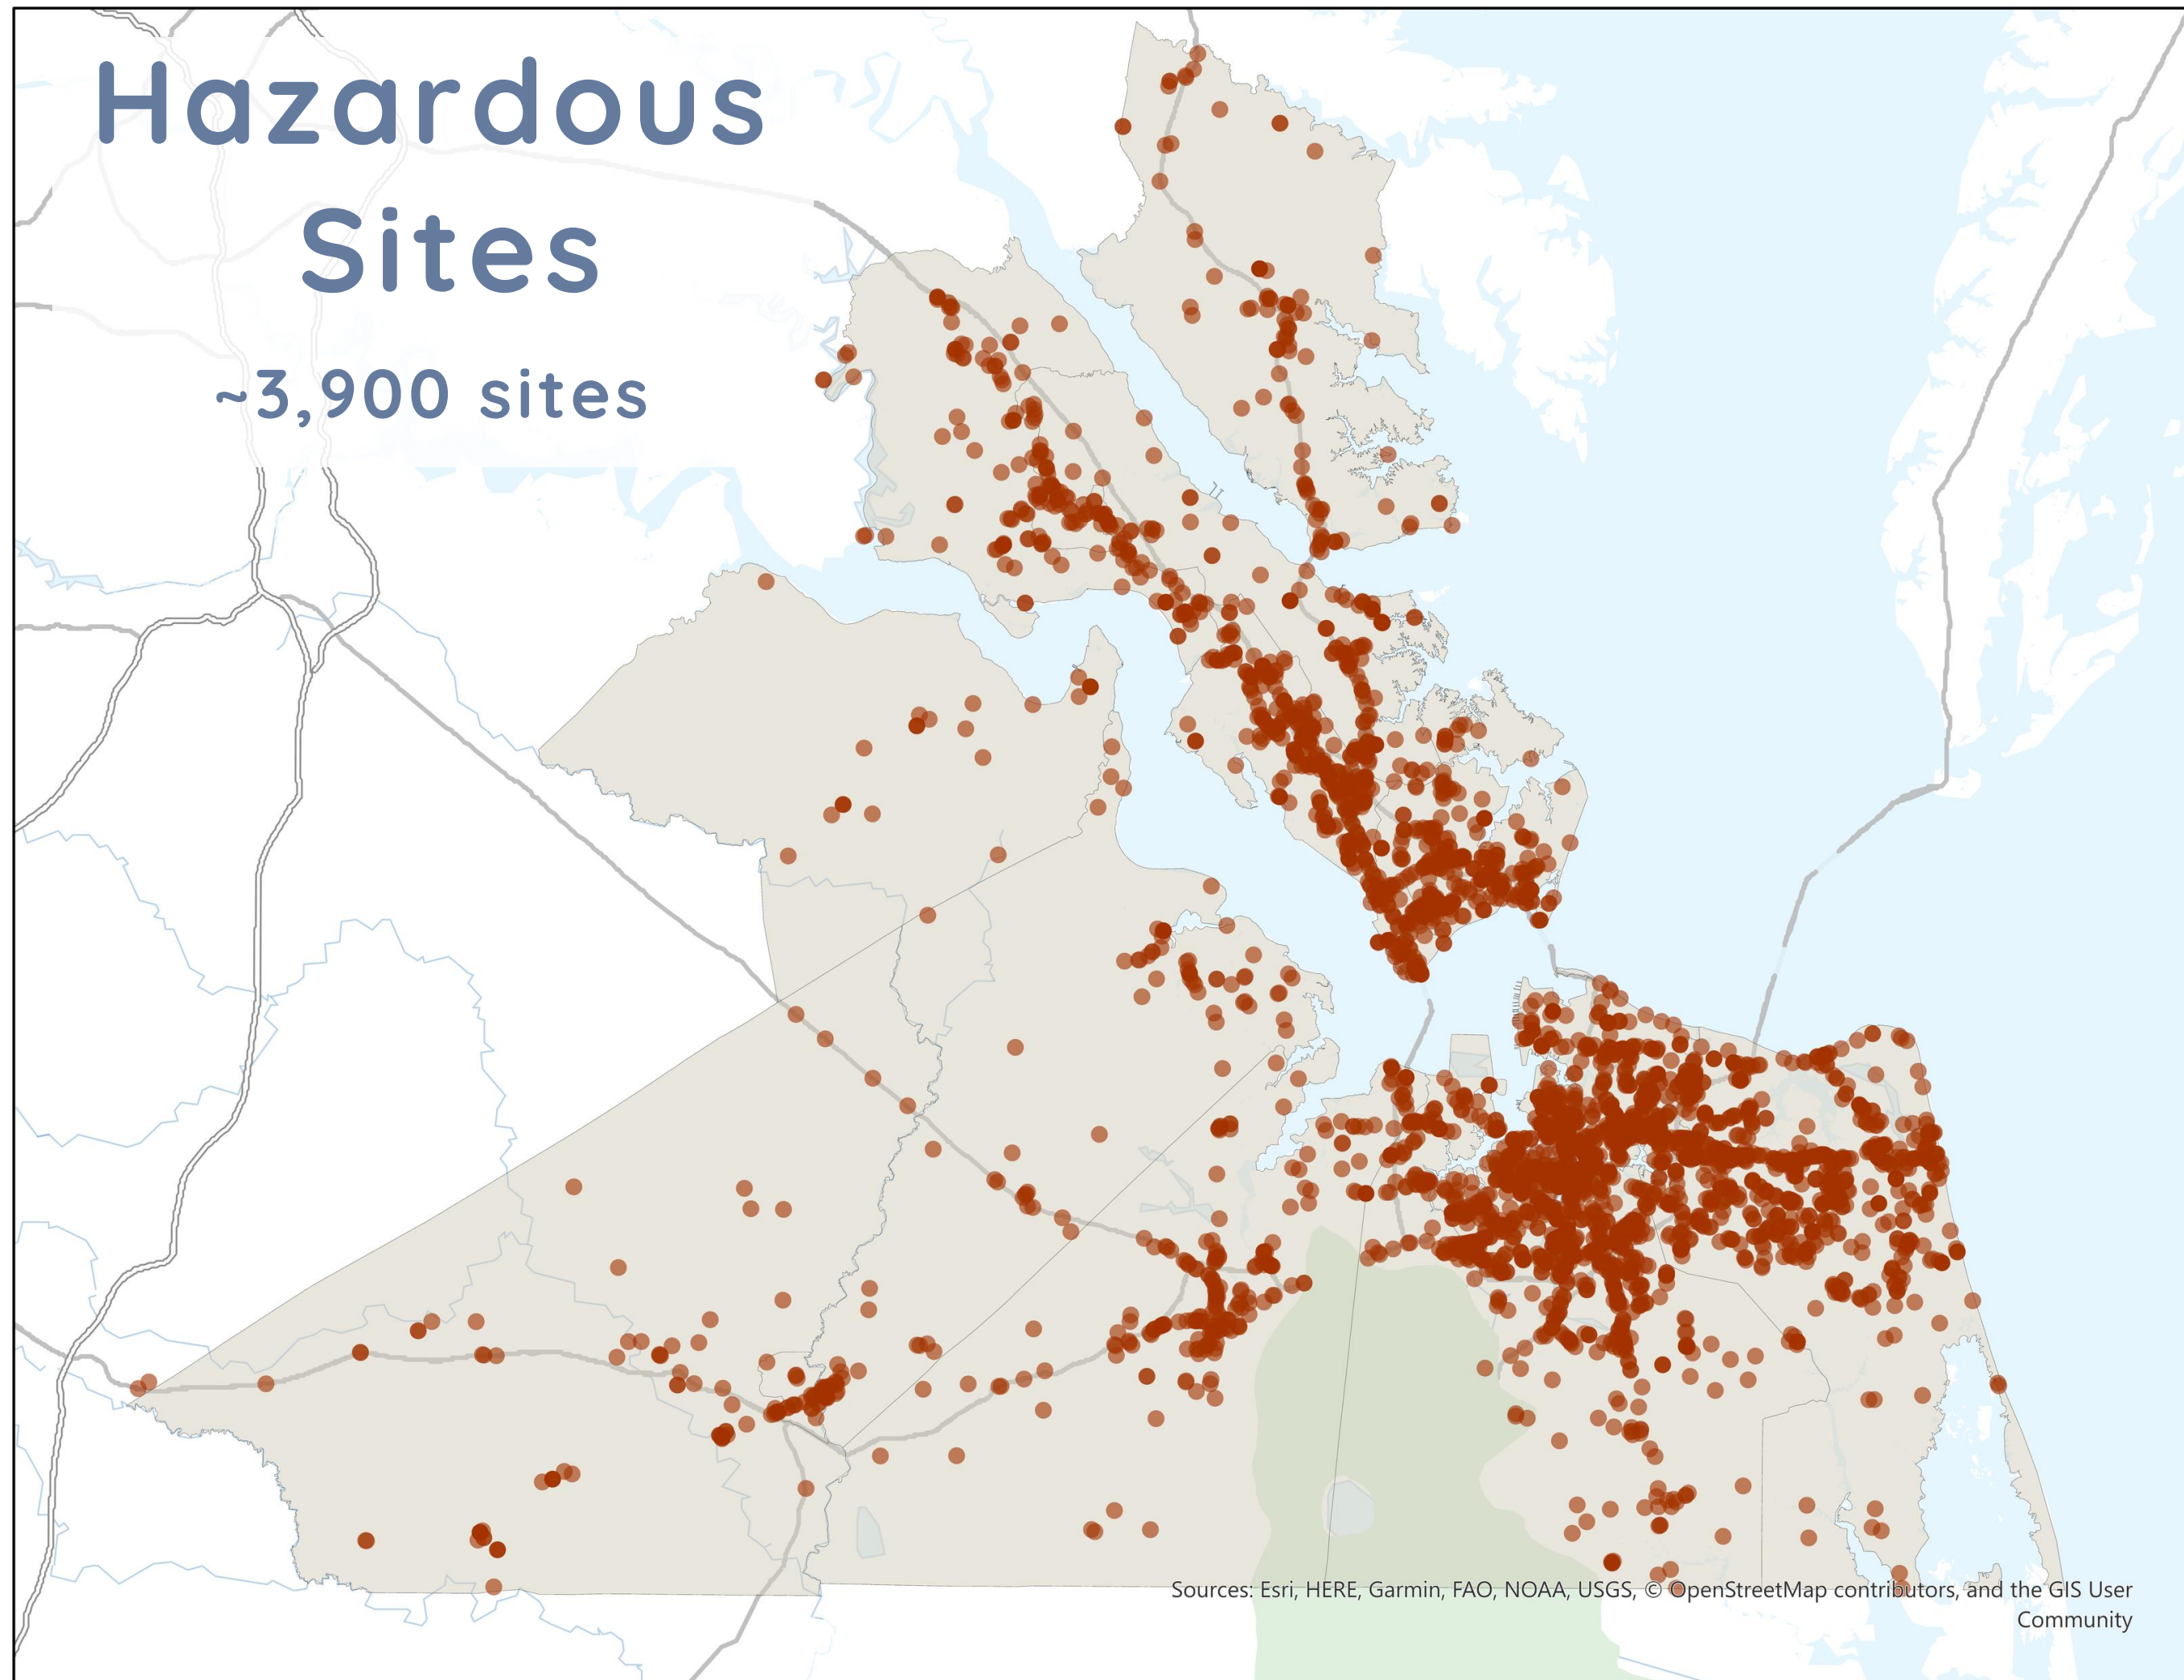 Hazardous
Sites
~3,900 sites
Sources: Esri, HERE, Garmin, FAO, NOAA, USGS, © OpenStreetMap contributors, and the GIS User
Community